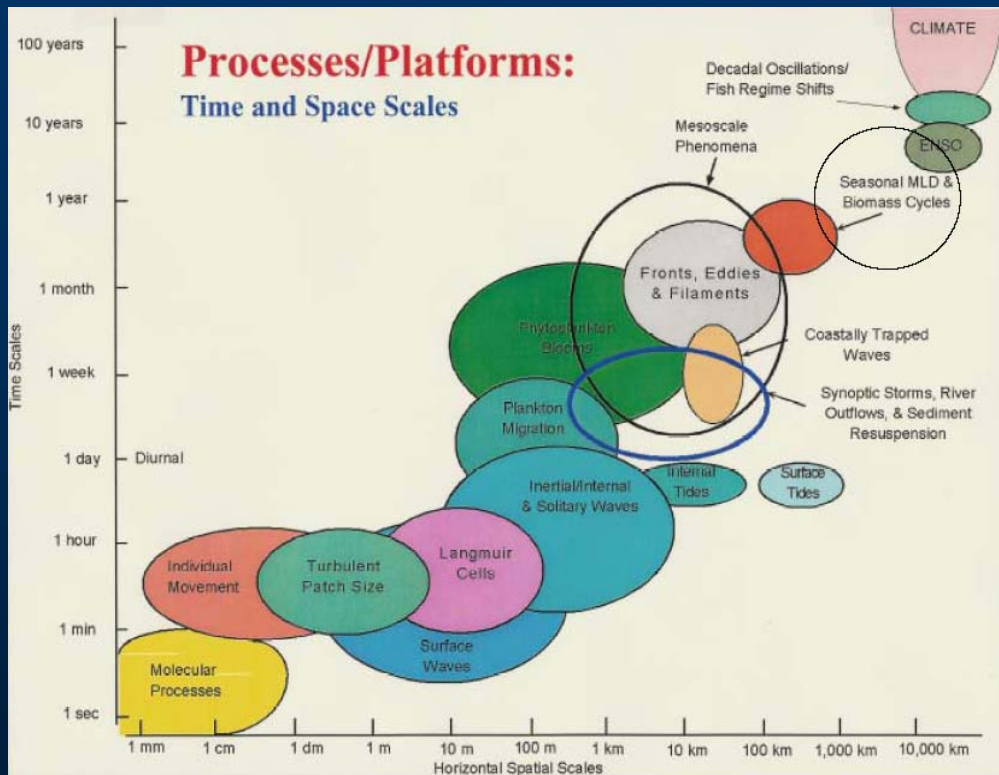 Processes/Platforms:
Time and Space Scales
CLIMATE
Decadal Oscillations/
Fish Regime Shifts
ENSO
Mesoscale
Phenomena
Seasonal MLD &
Biomass Cycles
Fronts, Eddies
& Filaments
Phytoplankton
Blooms
Coastally Trapped
Waves
Plankton
Migration
Synoptic Storms, River
Outflows, & Sediment
Resuspension
Diurnal
Inertial/Internal
& Solitary Waves
Internal
Tides
Surface
Tides
Individual
Movement
Turbulent
Patch Size
Langmuir
Cells
Surface
Waves
Molecular
Processes
Time Scales
100 years
10 years
1 year
1 month
1 week
1 day
1 hour
1 min
1 sec
1 mm
1 cm
1 dm
1 m
10 m
100 m
1 km
10 km
100 km
1,000 km
10,000 km
Horizontal Spatial Scales